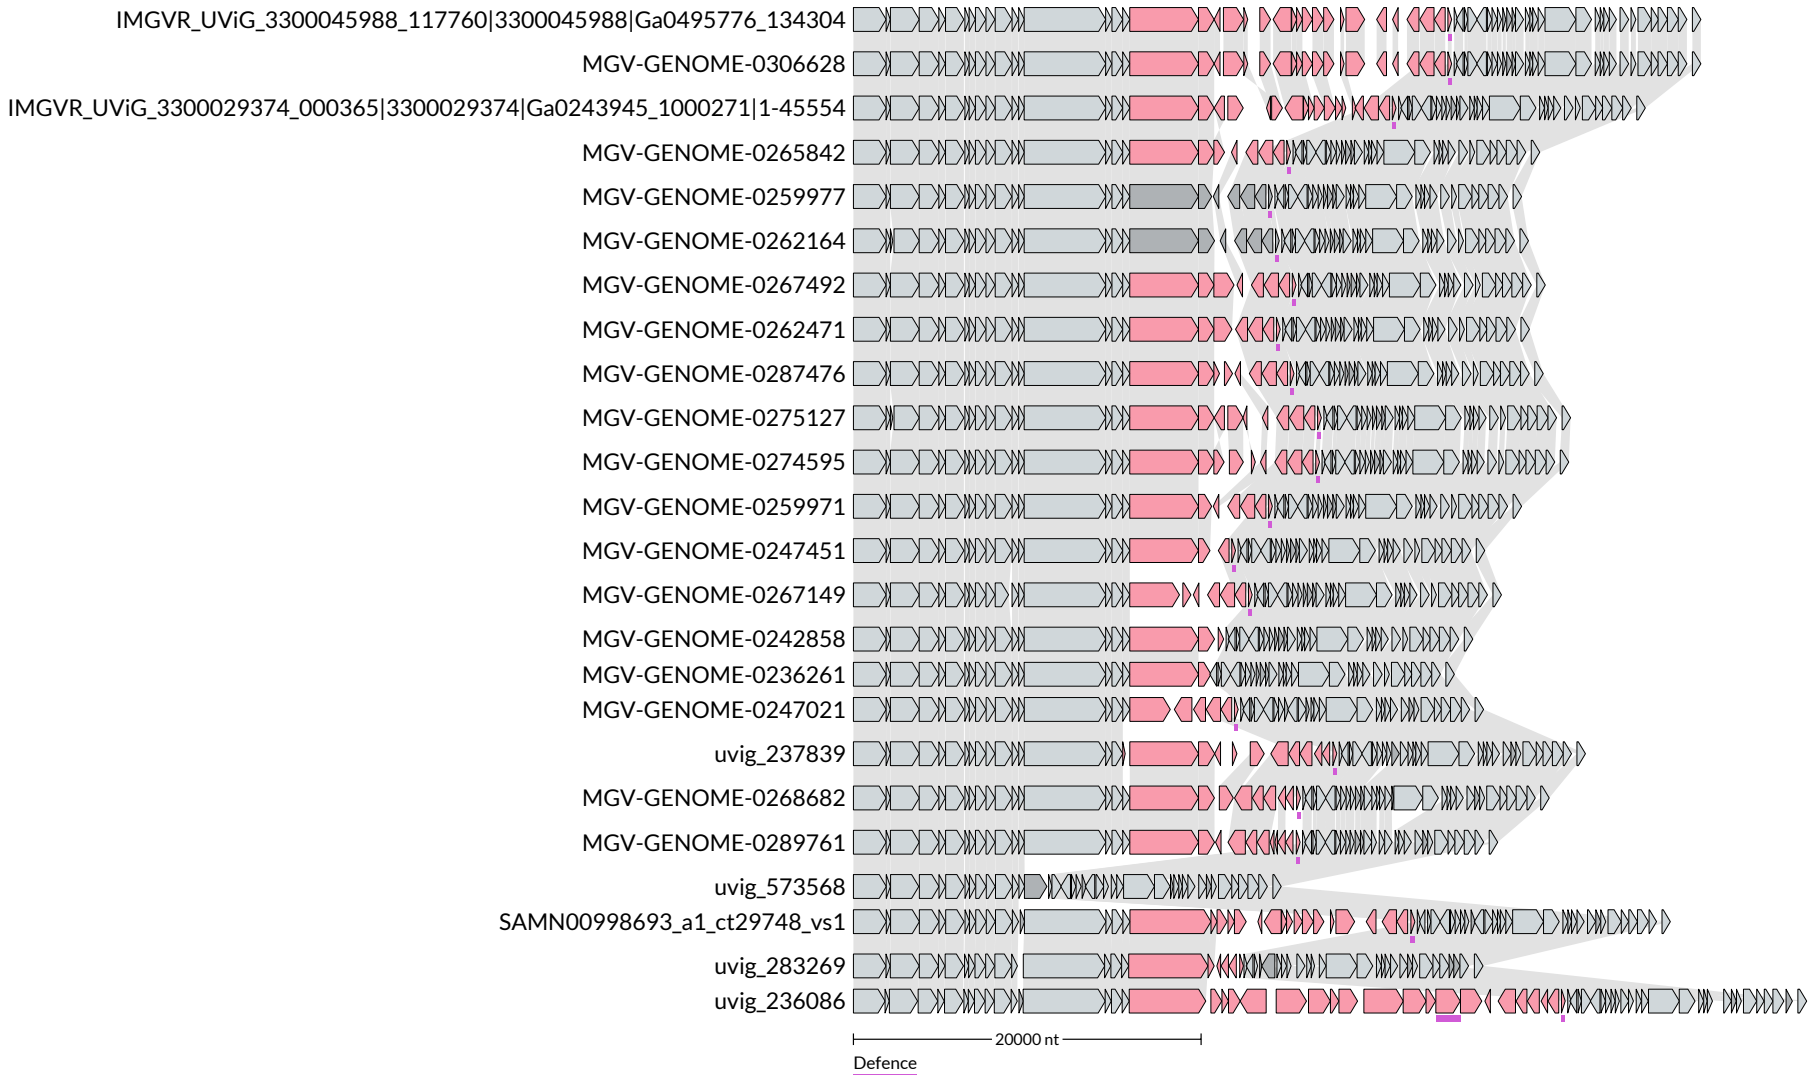 IMGVR_UViG_3300045988_117760|3300045988|Ga0495776_134304
MGV-GENOME-0306628
IMGVR_UViG_3300029374_000365|3300029374|Ga0243945_1000271|1-45554
MGV-GENOME-0265842
MGV-GENOME-0259977
MGV-GENOME-0262164
MGV-GENOME-0267492
MGV-GENOME-0262471
MGV-GENOME-0287476
MGV-GENOME-0275127
MGV-GENOME-0274595
MGV-GENOME-0259971
MGV-GENOME-0247451
MGV-GENOME-0267149
MGV-GENOME-0242858
MGV-GENOME-0236261
MGV-GENOME-0247021
uvig_237839
MGV-GENOME-0268682
MGV-GENOME-0289761
uvig_573568
SAMN00998693_a1_ct29748_vs1
uvig_283269
uvig_236086
20000 nt
Defence